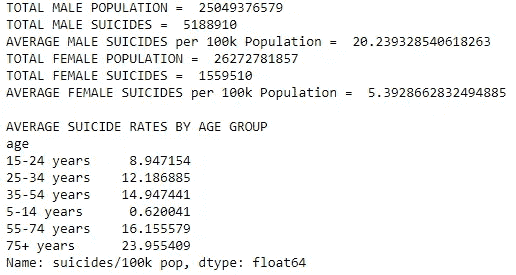 TOTAL MALE POPULATION =  25049376579
TOTAL MALE SUICIDES =  5188910
AVERAGE MALE SUICIDES per 100k Population =  20.239328540618263
TOTAL FEMALE POPULATION =  26272781857
TOTAL FEMALE SUICIDES =  1559510
AVERAGE FEMALE SUICIDES per 100k Population =  5.3928662832494885
AVERAGE SUICIDE RATES BY AGE GROUP
age
15-24 years     8.947154
25-34 years    12.186885
35-54 years    14.947441
5-14 years      0.620041
55-74 years    16.155579
75+ years      23.955409
Name: suicides/100k pop, dtype: float64